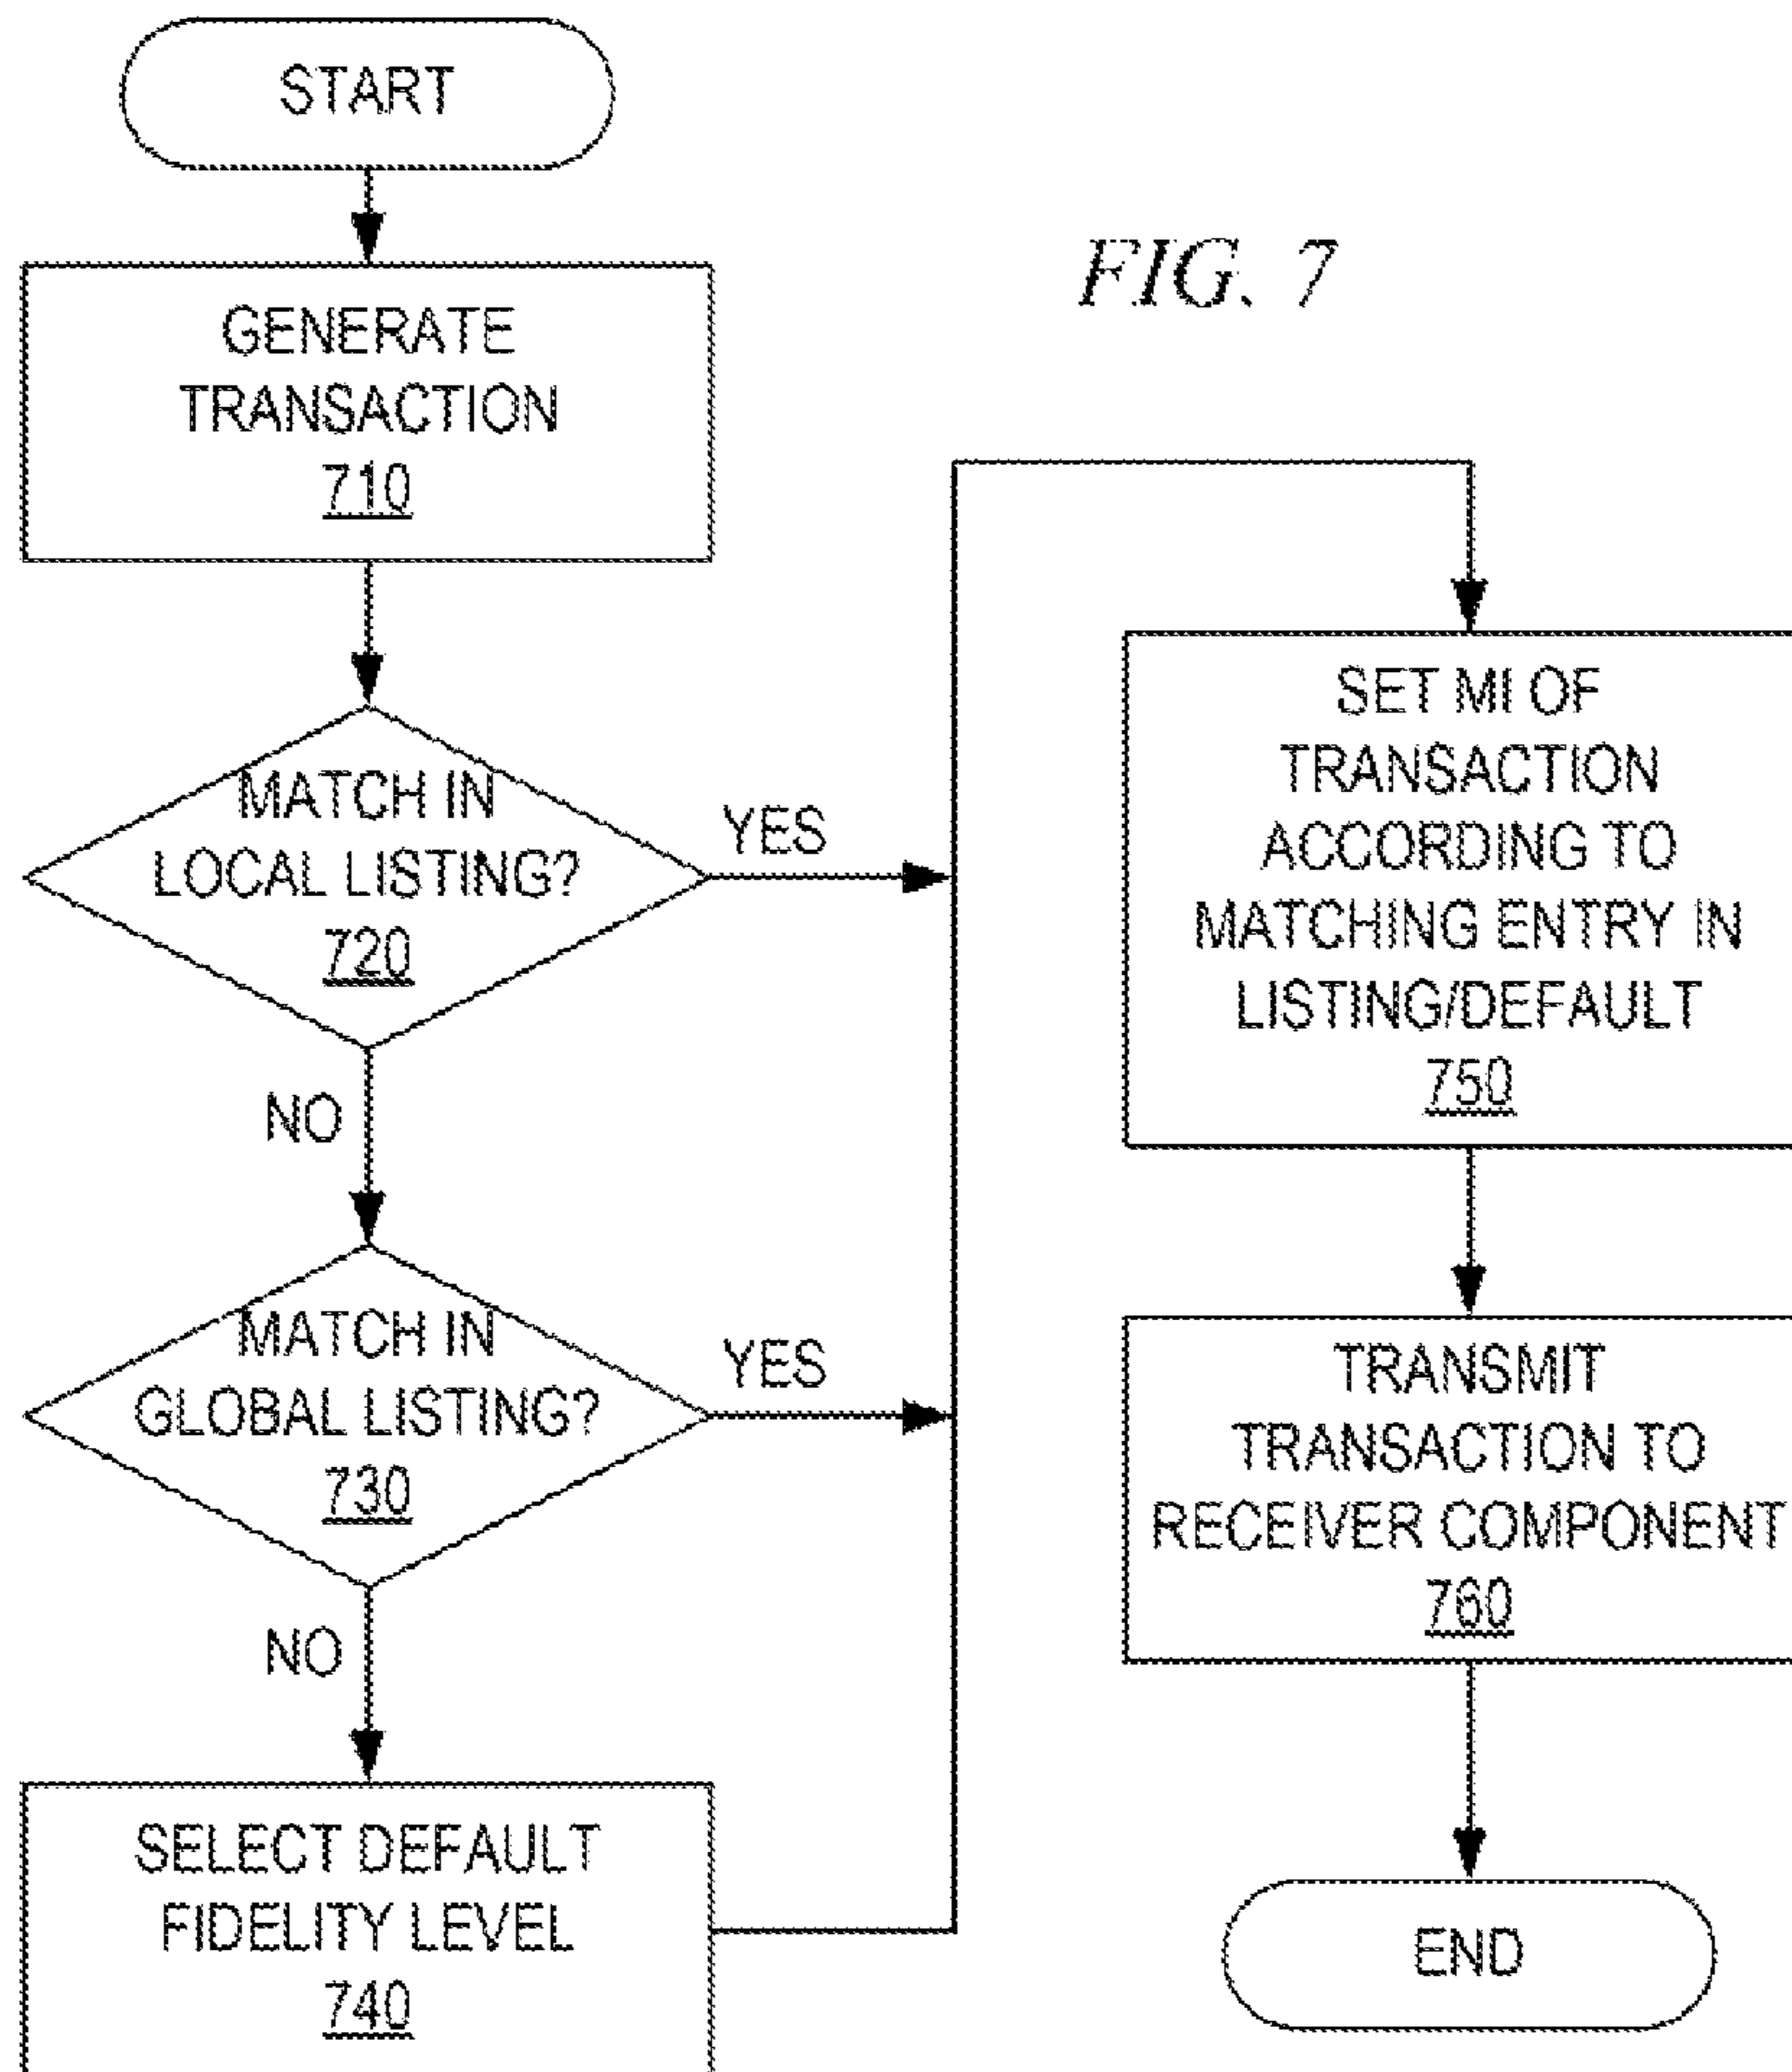 START
FIG. 7
GENERATE
TRANSACTION
710
MATCH IN
LOCAL LISTING?
720
YES
NO
MATCH IN
GLOBAL LISTING?
730
YES
NO
SELECT DEFAULT
FIDELITY LEVEL
740
SET MI OF
TRANSACTION
ACCORDING TO
MATCHING ENTRY IN
LISTING/DEFAULT
750
TRANSMIT
TRANSACTION TO
RECEIVER COMPONENT
760
END